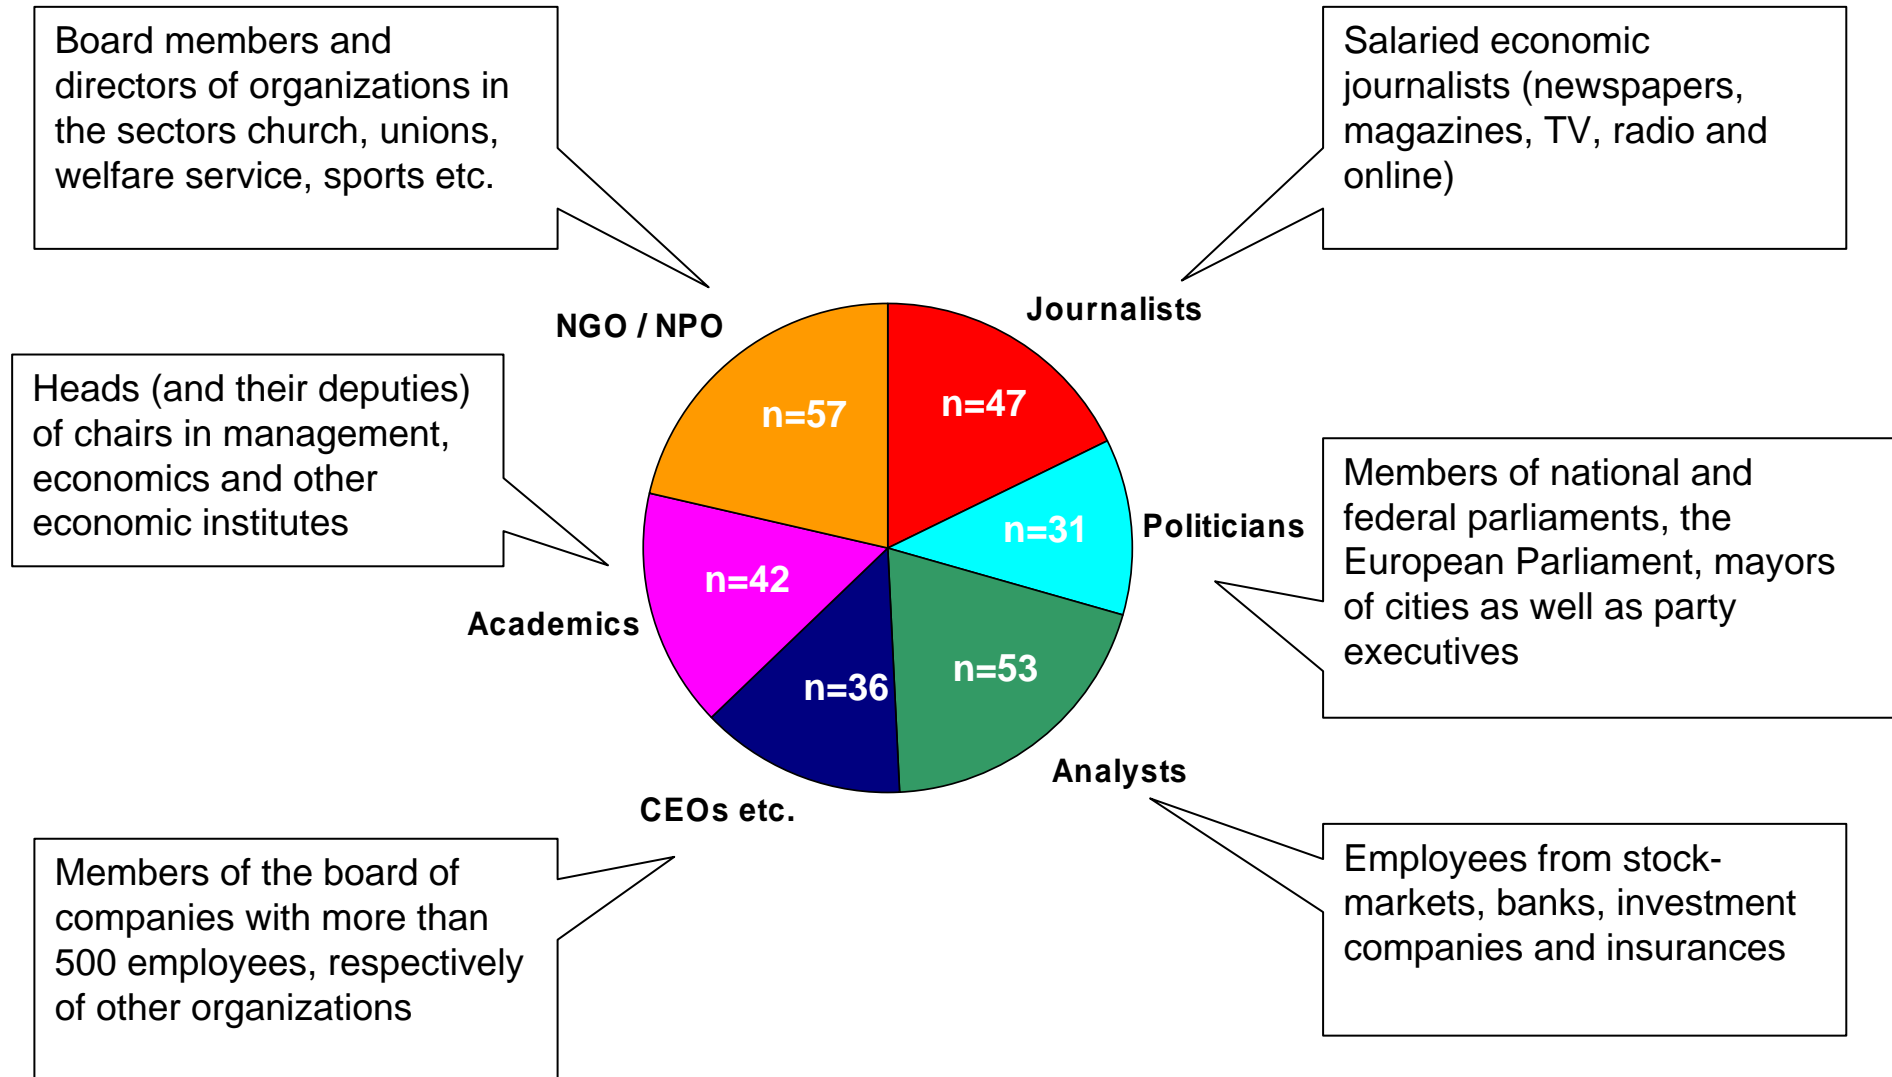 Board members and
directors of organizations in
the sectors church, unions,
welfare service, sports etc.
Salaried economic
journalists (newspapers,
magazines, TV, radio and
online)
NGO / NPO
Journalists
n=57
n=47
Heads (and their deputies)
of chairs in management,
economics and other
economic institutes
Members of national and
federal parliaments, the
European Parliament, mayors
of cities as well as party
executives
Politicians
n=31
n=42
Academics
n=36
n=53
Analysts
CEOs etc.
Members of the board of
companies with more than
500 employees, respectively
of other organizations
Employees from stock-
markets, banks, investment
companies and insurances